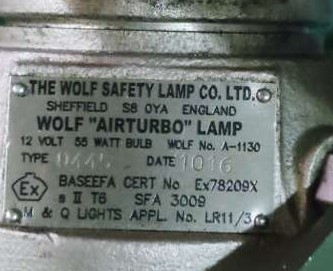 THE WOLF SAFETY LAMP CO. LTD.
SHEFFIELD S8 0YA ENGLAND
WOLF "AIRTURBO" LAMP
12 VOLT 55 WATT BULB WOLF No. A-1130
TYPE DATE 1016
Ex BASEEFA CERT No Ex78209X
s II T6 SFA 3009
M & Q LIGHTS APPL. No. LR11/3